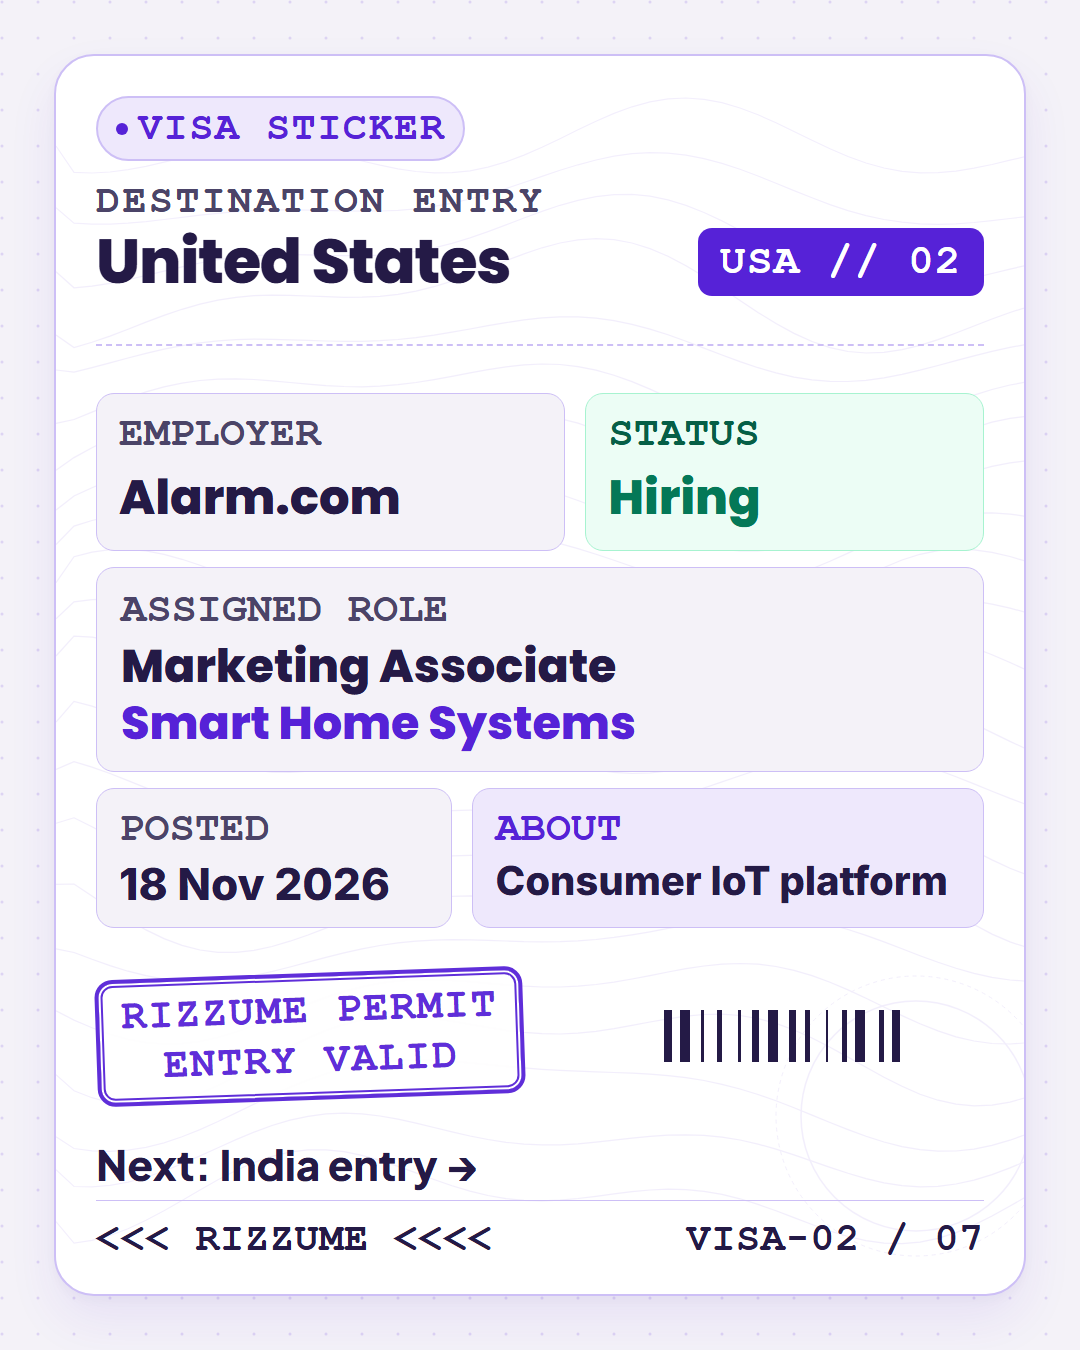 • VISA STICKER
DESTINATION ENTRY
United States
USA // 02
EMPLOYER
Alarm.com
STATUS
Hiring
ASSIGNED ROLE
Marketing Associate
Smart Home Systems
POSTED
18 Nov 2026
ABOUT
Consumer IoT platform
RIZZUME PERMIT
ENTRY VALID
Next: India entry →
<<< RIZZUME <<<<
VISA-02 / 07